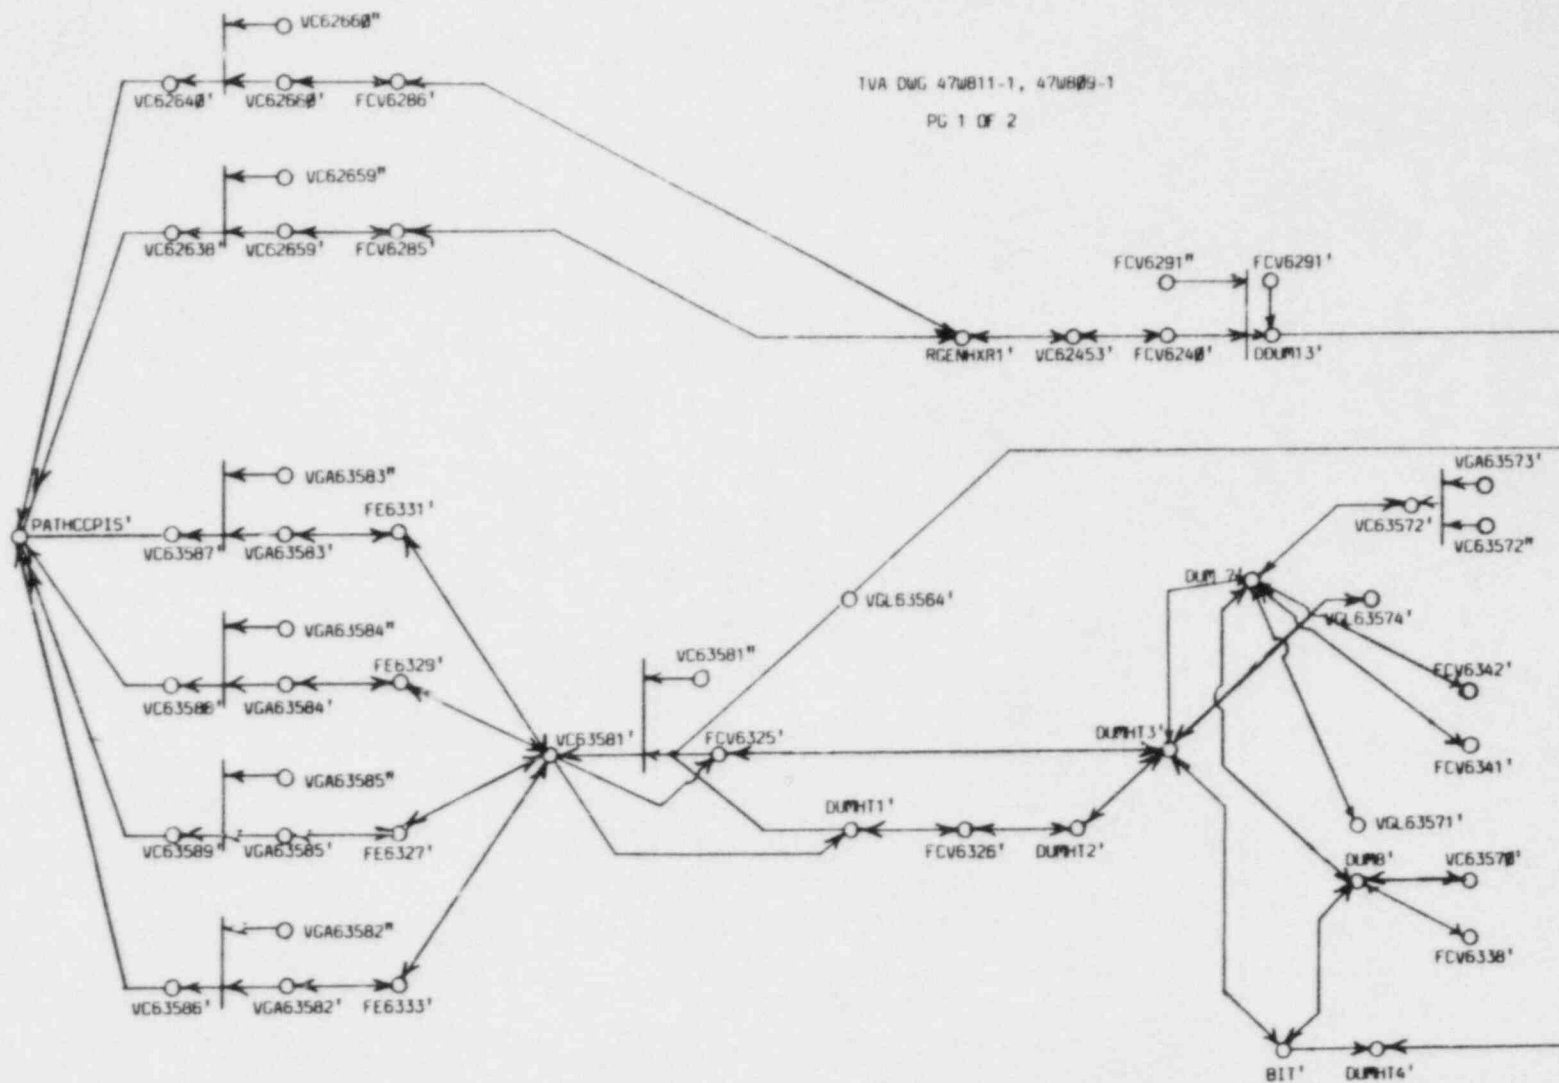 VC62660"
VC62640' VC62660' FCV6286'
TVA DWG 47W811-1, 47W809-1
PG 1 OF 2
VC62659"
VC62638" VC62659' FCV6285'
FCV6291" FCV6291'
RGENHXR1' VC62453' FCV6240' DDUM13'
VGA63583"
FE6331'
PATHCCPIS'
VC63587" VGA63583'
VGA63573'
VC63572'
VC63572"
DUM 7'
VGL63564'
VGL63574'
VGA63584"
FE6329'
VC63588" VGA63584'
VC63581"
FCV6342'
VC63581' FCV6325' DUMHT3'
FCV6341'
VGA63585"
DUMHT1'
VGL63571'
VC63589' VGA63585' FE6327'
FCV6326' DUMHT2'
DUM8' VC63570'
VGA63582"
FCV6338'
VC63586' VGA63582' FE6333'
BIT' DUMHT4'